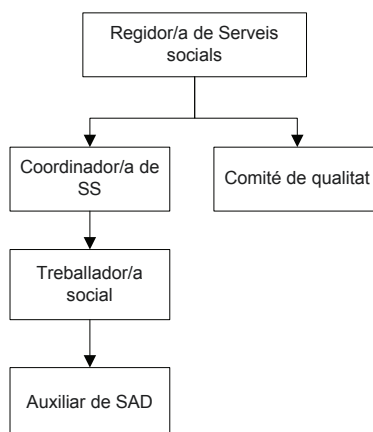 Regidor/a de Serveis
socials
Coordinador/a de
SS
Comité de qualitat
Treballador/a
social
Auxiliar de SAD